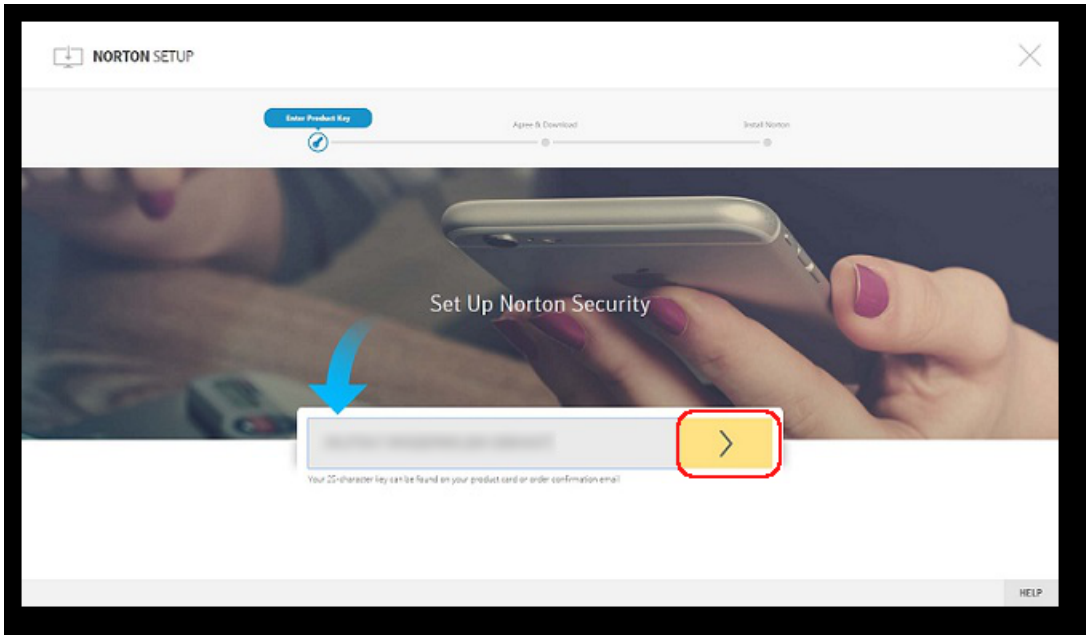 NORTON SETUP
Enter Product Key
Agree & Download
Install Norton
Set Up Norton Security
Your 25-character key can be found on your product card or order confirmation email
HELP